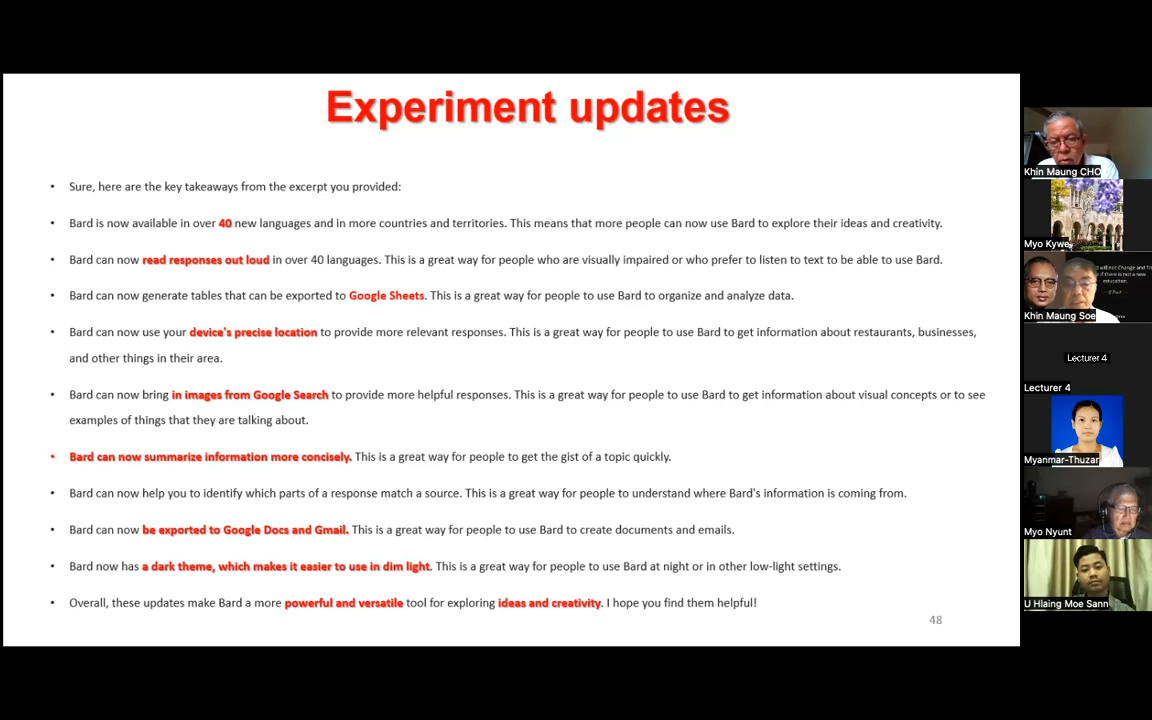 Experiment updates
• Sure, here are the key takeaways from the excerpt you provided:
• Bard is now available in over 40 new languages and in more countries and territories. This means that more people can now use Bard to explore their ideas and creativity.
• Bard can now read responses out loud in over 40 languages. This is a great way for people who are visually impaired or who prefer to listen to text to be able to use Bard.
• Bard can now generate tables that can be exported to Google Sheets. This is a great way for people to use Bard to organize and analyze data.
• Bard can now use your device's precise location to provide more relevant responses. This is a great way for people to use Bard to get information about restaurants, businesses,
and other things in their area.
• Bard can now bring in images from Google Search to provide more helpful responses. This is a great way for people to use Bard to get information about visual concepts or to see
examples of things that they are talking about.
• Bard can now summarize information more concisely. This is a great way for people to get the gist of a topic quickly.
• Bard can now help you to identify which parts of a response match a source. This is a great way for people to understand where Bard's information is coming from.
• Bard can now be exported to Google Docs and Gmail. This is a great way for people to use Bard to create documents and emails.
• Bard now has a dark theme, which makes it easier to use in dim light. This is a great way for people to use Bard at night or in other low-light settings.
• Overall, these updates make Bard a more powerful and versatile tool for exploring ideas and creativity. I hope you find them helpful!
48
Khin Maung CHO
Myo Kywe
will not Change and
if there is not a new
education.
Khin Maung Soe
Lecturer 4
Lecturer 4
Myanmar-Thuzar
Myo Nyunt
U Hlaing Moe Sann